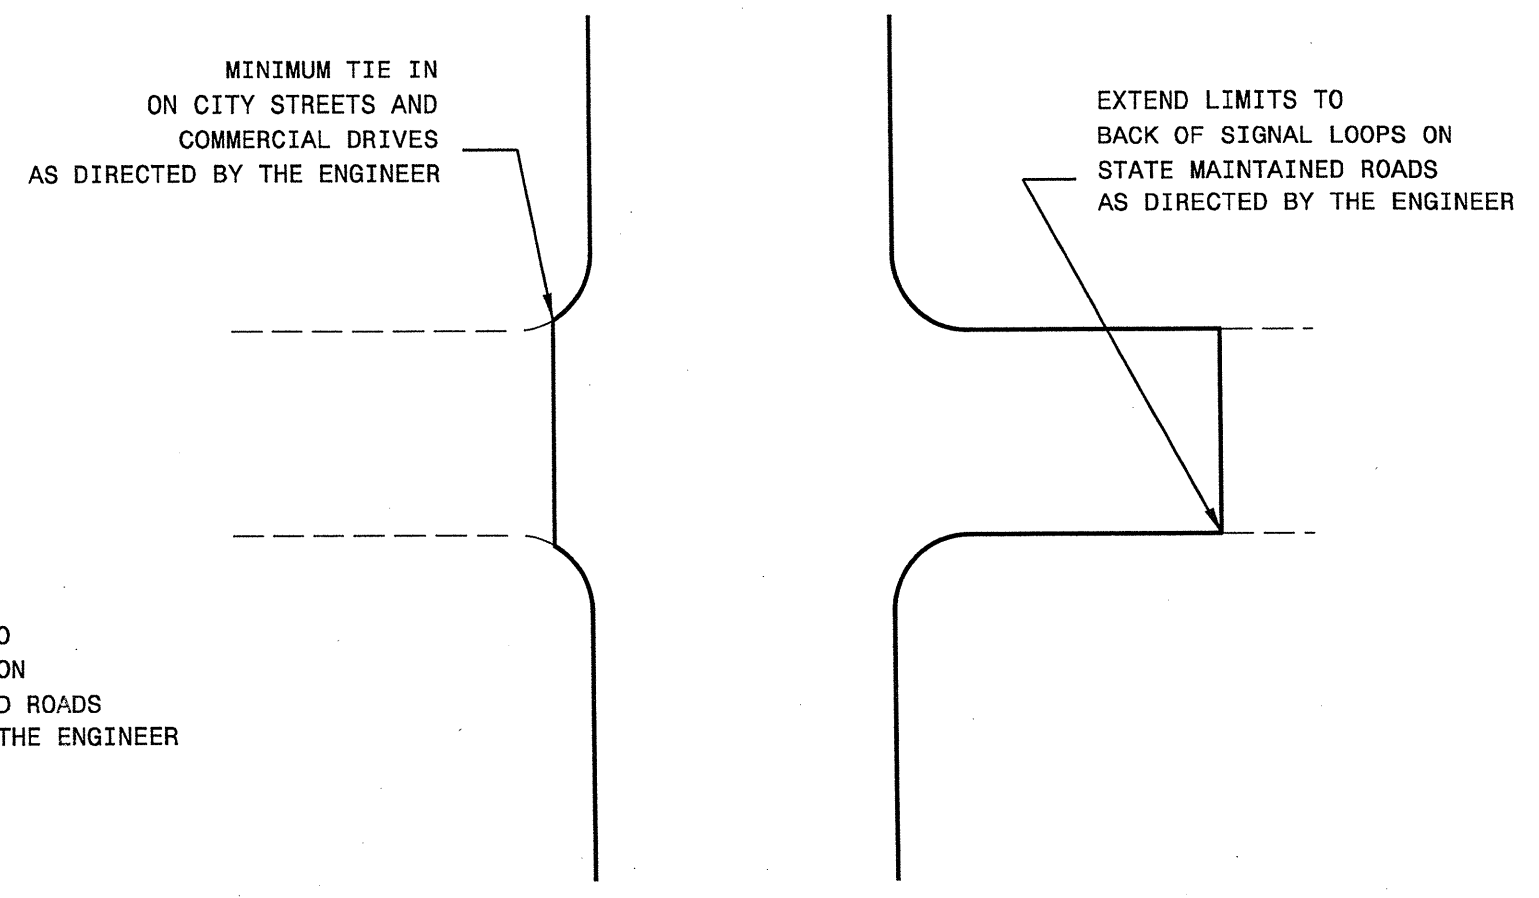 MINIMUM TIE IN
ON CITY STREETS AND
COMMERCIAL DRIVES
AS DIRECTED BY THE ENGINEER
EXTEND LIMITS TO
BACK OF SIGNAL LOOPS ON
STATE MAINTAINED ROADS
AS DIRECTED BY THE ENGINEER
O
ON
D ROADS
THE ENGINEER